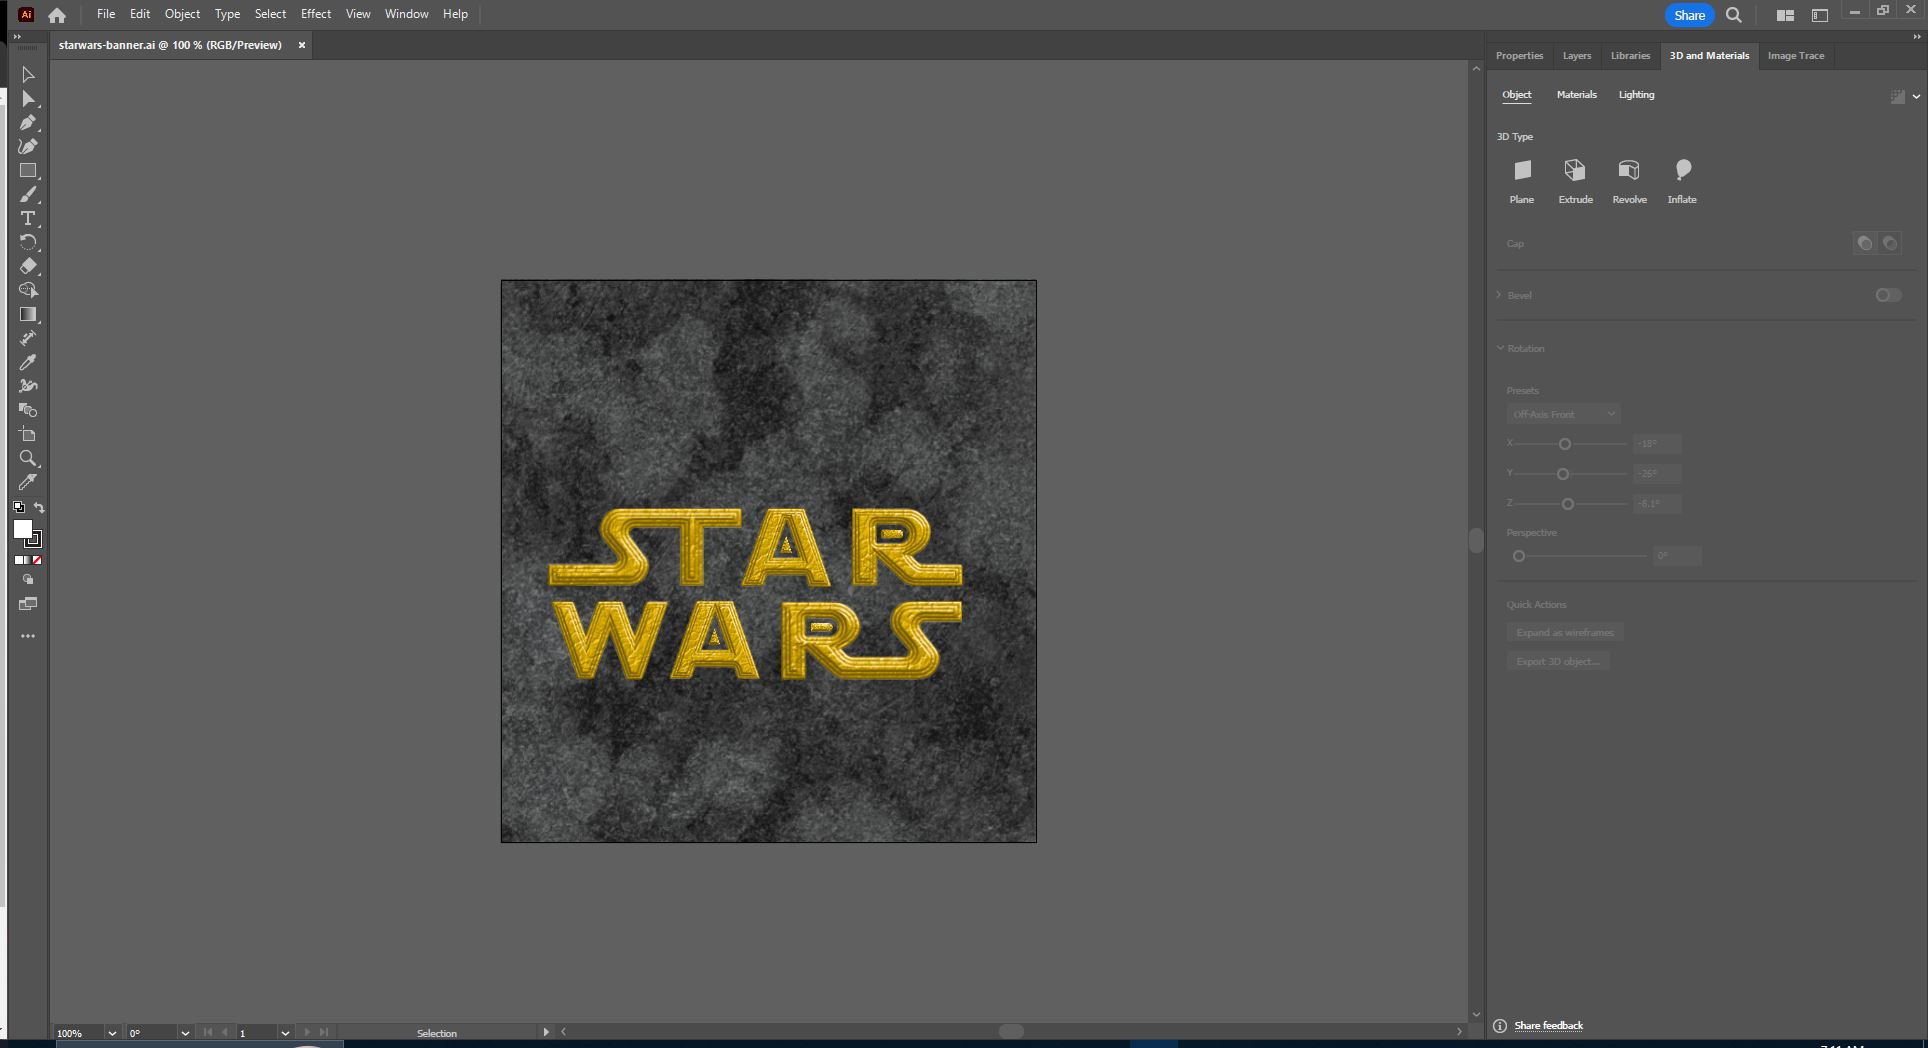 Ai
File Edit Object Type Select Effect View Window Help
Share
starwars-banner.ai @ 100 % (RGB/Preview) ×
Properties Layers Libraries 3D and Materials Image Trace
Object Materials Lighting
3D Type
Plane Extrude Revolve Inflate
Cap
Bevel
Rotation
Presets
Off-Axis Front
X -18°
Y -26°
Z -8.1°
Perspective
0°
Quick Actions
Expand as wireframes
Export 3D object...
STAR
WARS
100% 0° 1 Selection
Share feedback
7:11 AM